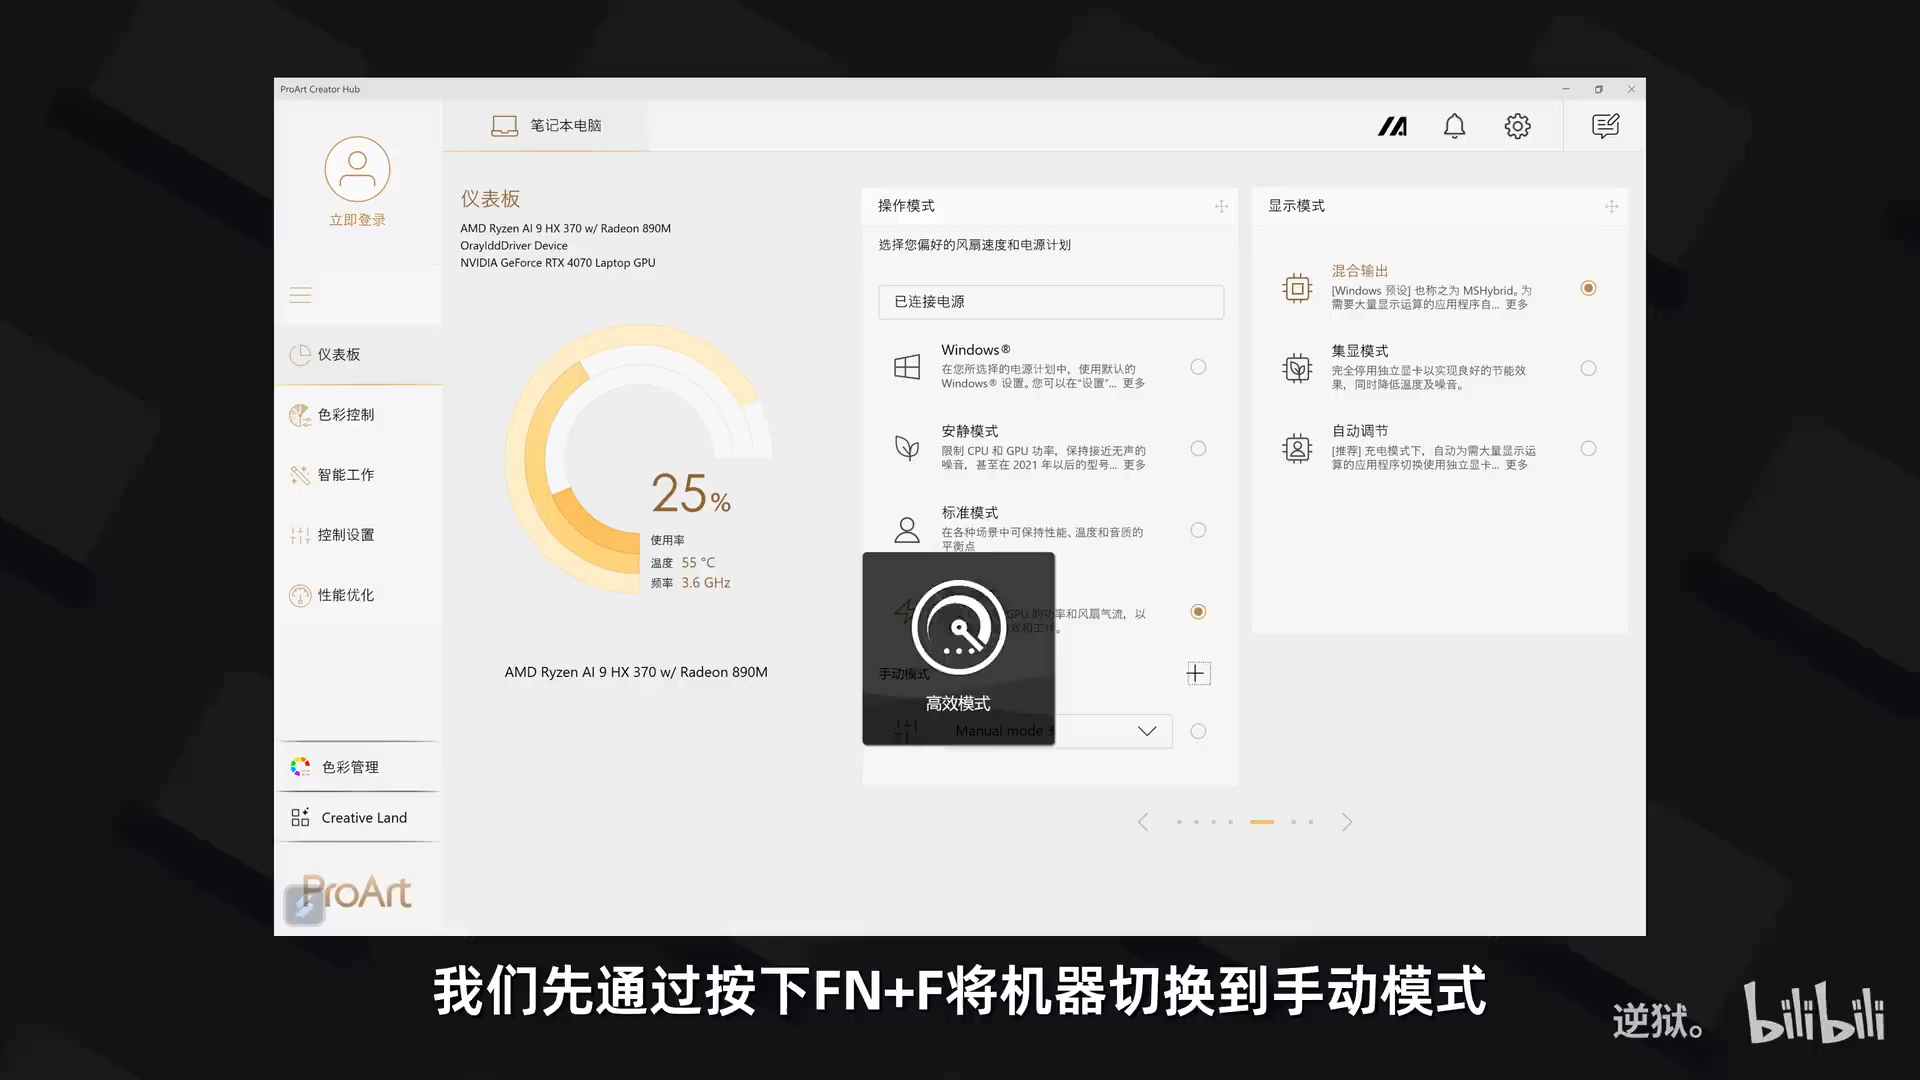 ProArt Creator Hub
立即登录
仪表板
色彩控制
智能工作
控制设置
性能优化
色彩管理
Creative Land
ProArt
笔记本电脑
仪表板
AMD Ryzen AI 9 HX 370 w/ Radeon 890M
OrayIddDriver Device
NVIDIA GeForce RTX 4070 Laptop GPU
25%
使用率
温度 55 °C
频率 3.6 GHz
AMD Ryzen AI 9 HX 370 w/ Radeon 890M
操作模式
选择您偏好的风扇速度和电源计划
已连接电源
Windows®
在您所选择的电源计划中，使用默认的
Windows® 设置。您可以在"设置"... 更多
安静模式
限制 CPU 和 GPU 功率，保持接近无声的
噪音，甚至在 2021 年以后的型号... 更多
标准模式
在各种场景中可保持性能、温度和音质的
平衡点
GPU 的功率和风扇气流，以
戏和工作。
手动模式
高效模式
Manual mode 3
显示模式
混合输出
[Windows 预设] 也称之为 MSHybrid。为
需要大量显示运算的应用程序自... 更多
集显模式
完全停用独立显卡以实现良好的节能效
果，同时降低温度及噪音。
自动调节
[推荐] 充电模式下，自动为需大量显示运
算的应用程序切换使用独立显卡... 更多
我们先通过按下FN+F将机器切换到手动模式
逆狱。
bilibili